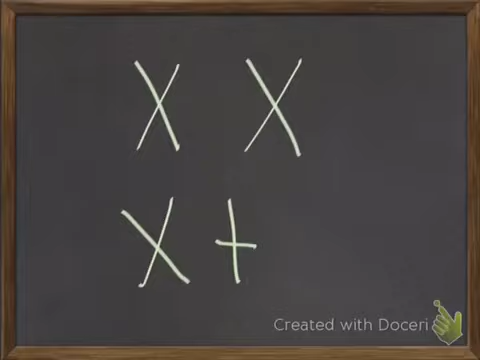 X X
X +
Created with Doceri